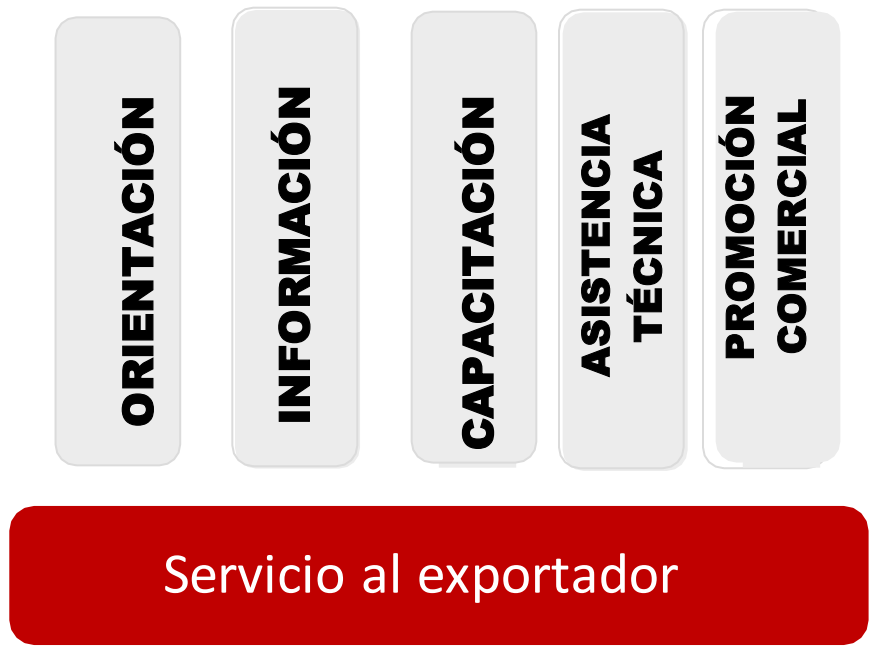 ORIENTACIÓN
INFORMACIÓN
CAPACITACIÓN
ASISTENCIA
TÉCNICA
PROMOCIÓN
COMERCIAL
Servicio al exportador